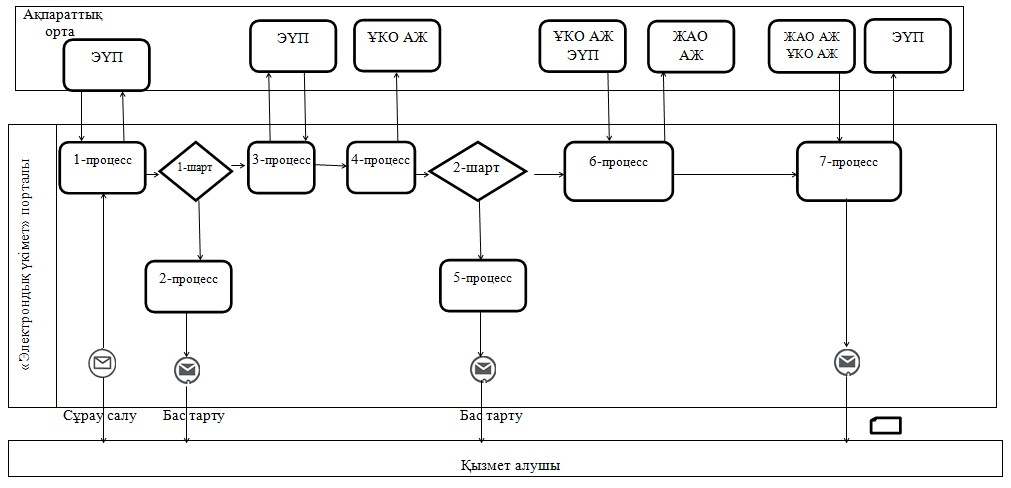 Ақпараттық
орта
ЭҮП
ЭҮП
ҰКО АЖ
ҰКО АЖ
ЭҮП
ЖАО
АЖ
ЖАО АЖ
ҰКО АЖ
ЭҮП
«Электрондық үкімет» порталы
1-процесс
1-шарт
3-процесс
4-процесс
2-шарт
6-процесс
7-процесс
2-процесс
5-процесс
Сұрау салу
Бас тарту
Бас тарту
Қызмет алушы